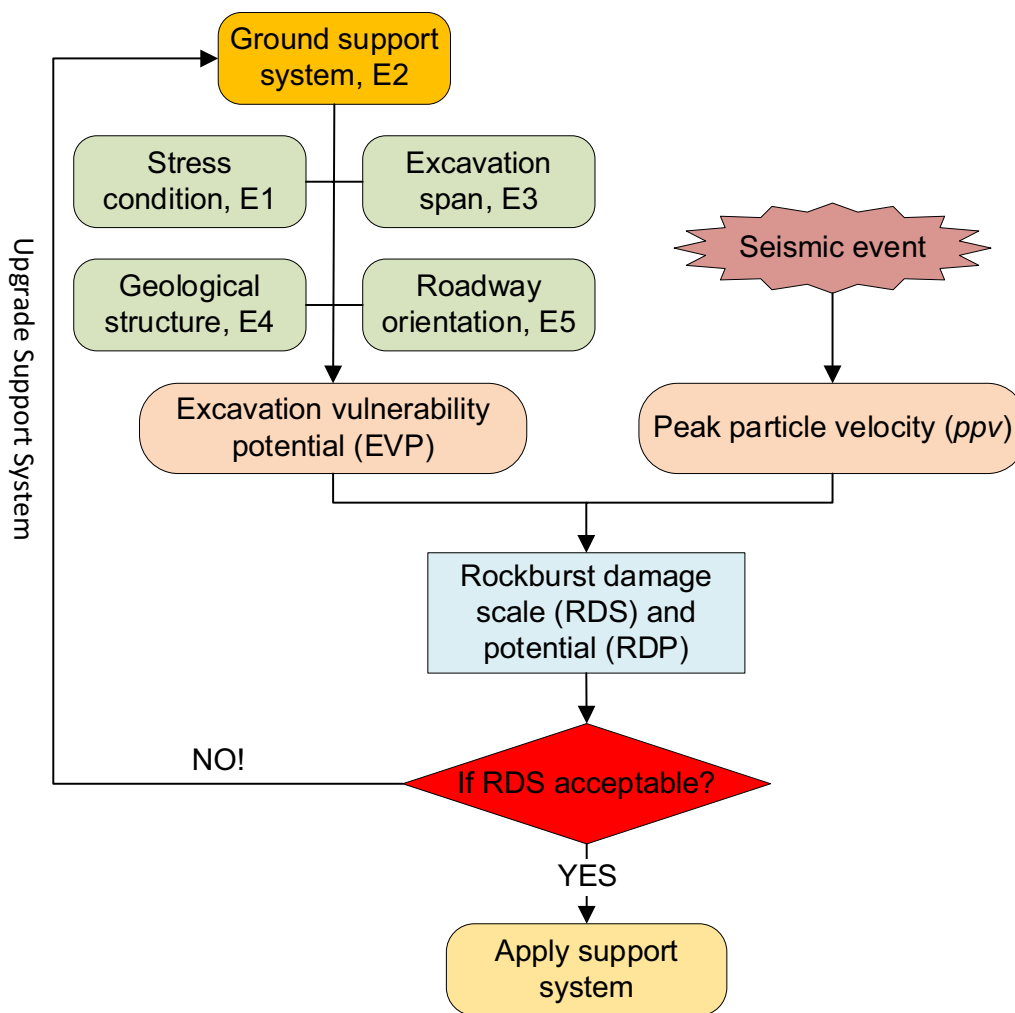 Ground support
system, E2
Stress
condition, E1
Excavation
span, E3
Seismic event
Geological
structure, E4
Roadway
orientation, E5
Upgrade Support System
Excavation vulnerability
potential (EVP)
Peak particle velocity (ppv)
Rockburst damage
scale (RDS) and
potential (RDP)
NO!
If RDS acceptable?
YES
Apply support
system